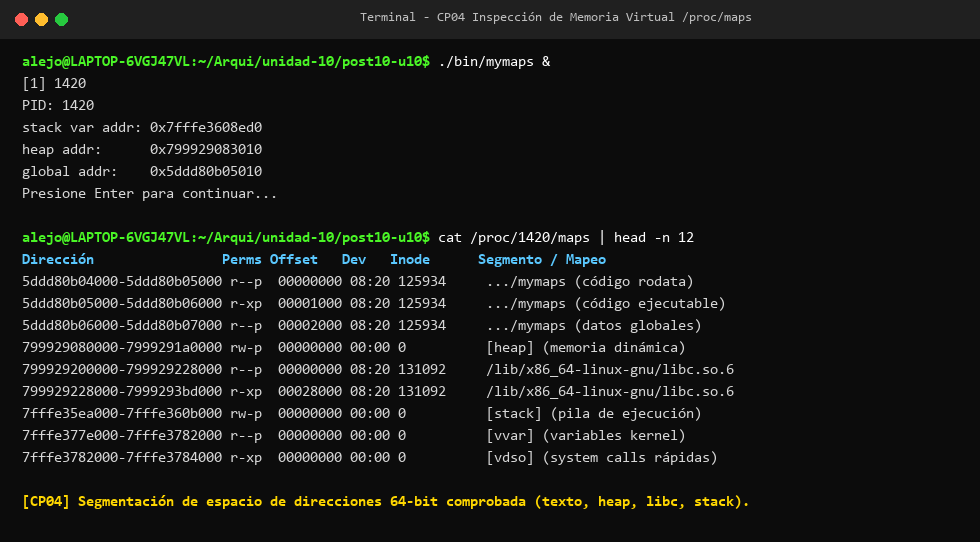 Terminal - CP04 Inspección de Memoria Virtual /proc/maps
alejo@LAPTOP-6VGJ47VL:~/Arqui/unidad-10/post10-u10$ ./bin/mymaps &
[1] 1420
PID: 1420
stack var addr: 0x7fffe3608ed0
heap addr:      0x799929083010
global addr:    0x5ddd80b05010
Presione Enter para continuar...
alejo@LAPTOP-6VGJ47VL:~/Arqui/unidad-10/post10-u10$ cat /proc/1420/maps | head -n 12
Dirección                Perms Offset   Dev   Inode      Segmento / Mapeo
5ddd80b04000-5ddd80b05000 r--p  00000000 08:20 125934     .../mymaps (código rodata)
5ddd80b05000-5ddd80b06000 r-xp  00001000 08:20 125934     .../mymaps (código ejecutable)
5ddd80b06000-5ddd80b07000 r--p  00002000 08:20 125934     .../mymaps (datos globales)
799929080000-7999291a0000 rw-p  00000000 00:00 0          [heap] (memoria dinámica)
799929200000-799929228000 r--p  00000000 08:20 131092     /lib/x86_64-linux-gnu/libc.so.6
799929228000-7999293bd000 r-xp  00028000 08:20 131092     /lib/x86_64-linux-gnu/libc.so.6
7fffe35ea000-7fffe360b000 rw-p  00000000 00:00 0          [stack] (pila de ejecución)
7fffe377e000-7fffe3782000 r--p  00000000 00:00 0          [vvar] (variables kernel)
7fffe3782000-7fffe3784000 r-xp  00000000 00:00 0          [vdso] (system calls rápidas)
[CP04] Segmentación de espacio de direcciones 64-bit comprobada (texto, heap, libc, stack).